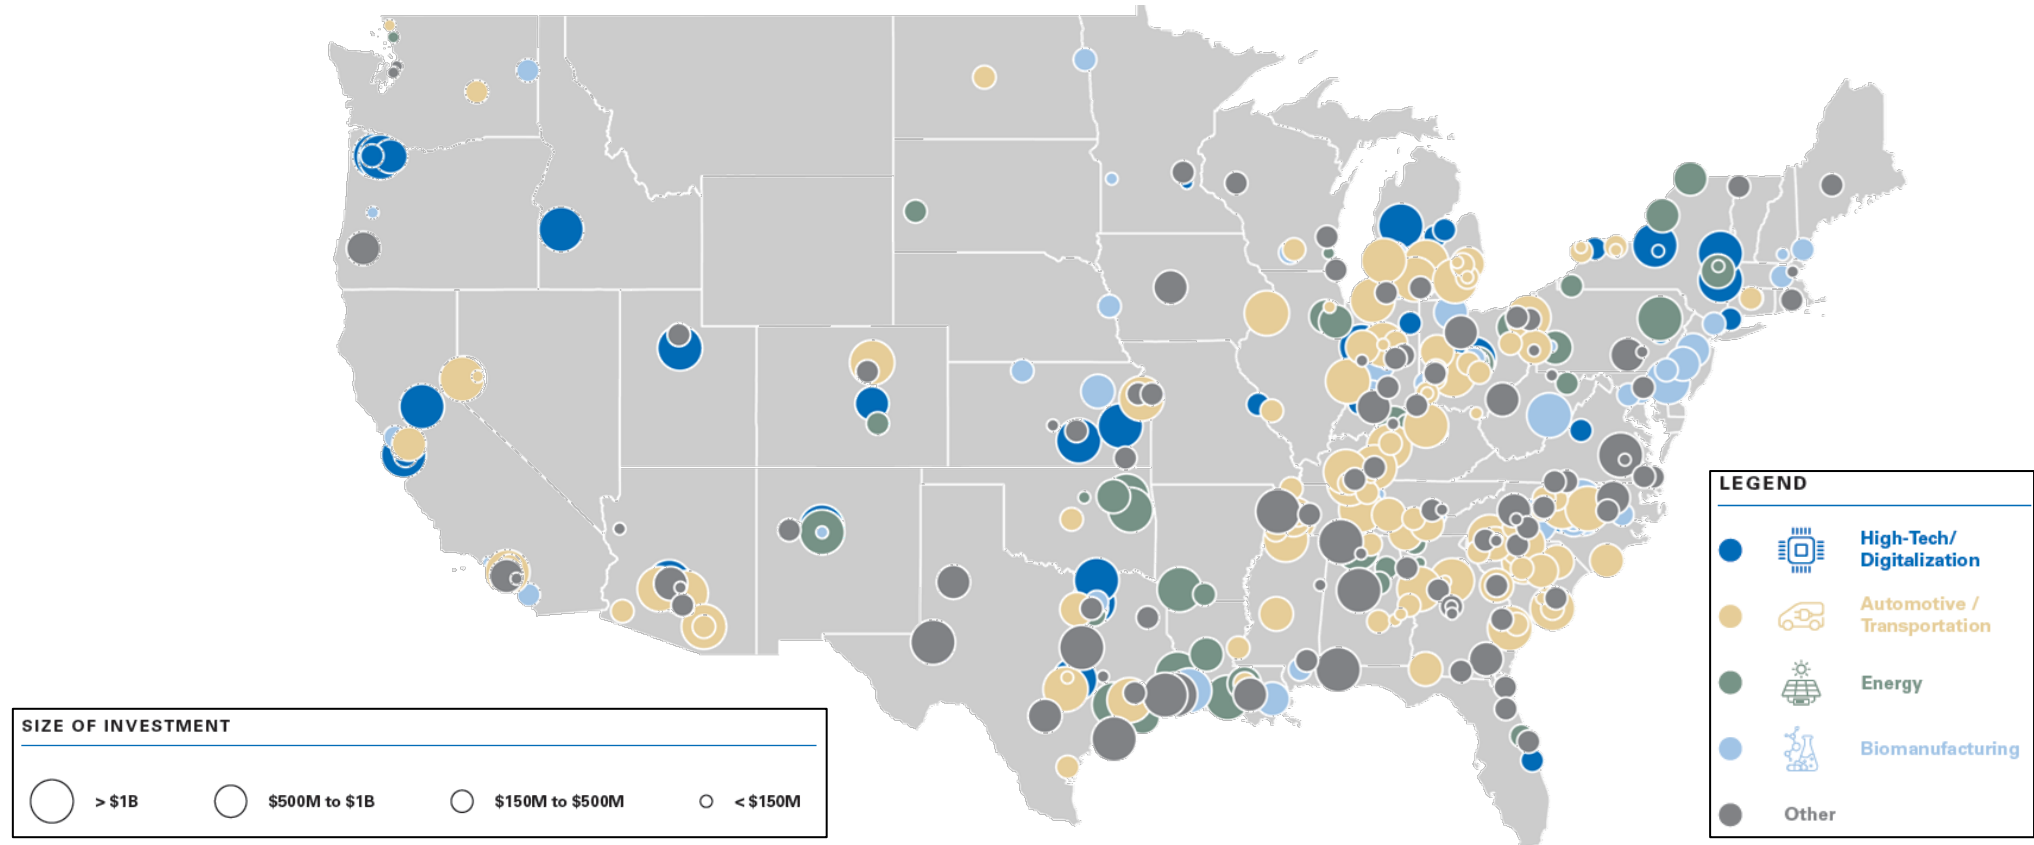 LEGEND
High-Tech/
Digitalization
Automotive /
Transportation
Energy
Biomanufacturing
Other
SIZE OF INVESTMENT
> $1B
$500M to $1B
$150M to $500M
< $150M